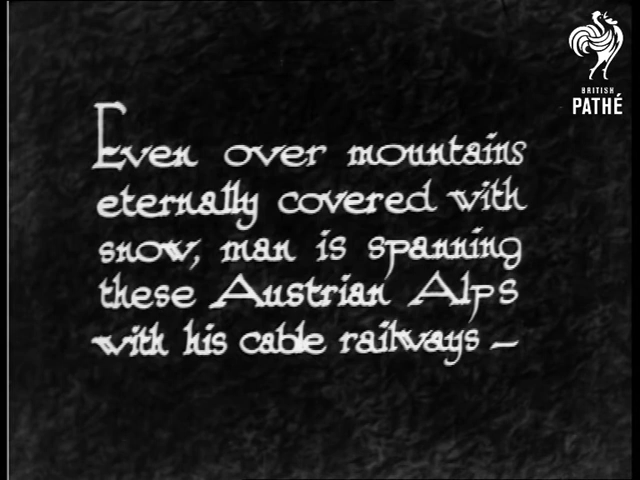 BRITISH
PATHÉ
Even over mountains
eternally covered with
snow, man is spanning
these Austrian Alps
with his cable railways —